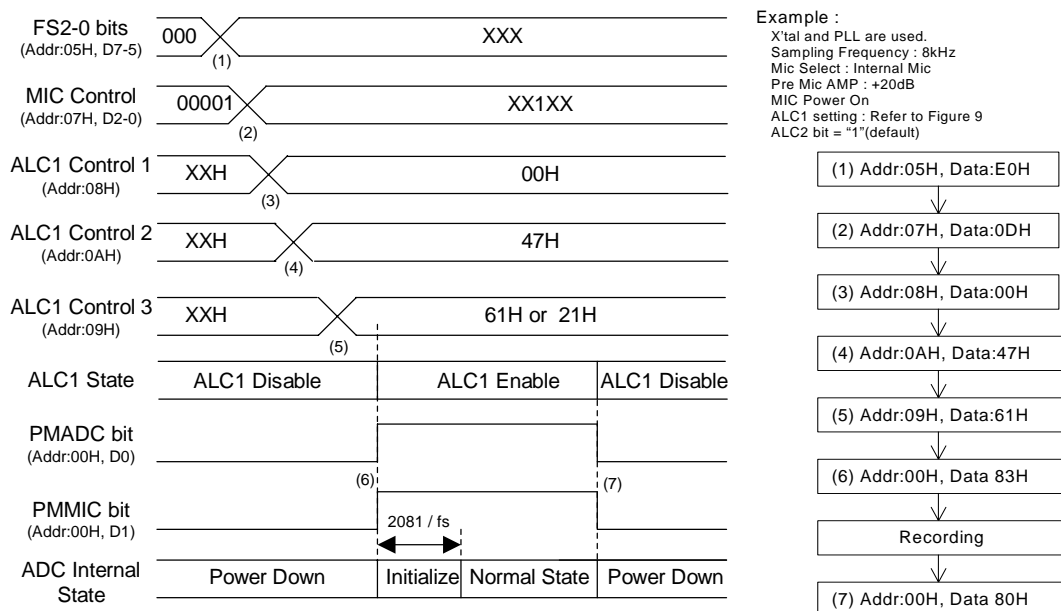 FS2-0 bits
(Addr:05H, D7-5)
000
XXX
(1)
MIC Control
(Addr:07H, D2-0)
00001
XX1XX
(2)
ALC1 Control 1
(Addr:08H)
XXH
00H
(3)
ALC1 Control 2
(Addr:0AH)
XXH
47H
(4)
ALC1 Control 3
(Addr:09H)
XXH
61H or 21H
(5)
ALC1 State
ALC1 Disable
ALC1 Enable
ALC1 Disable
PMADC bit
(Addr:00H, D0)
(6)
(7)
PMMIC bit
(Addr:00H, D1)
2081 / fs
ADC Internal
State
Power Down
Initialize
Normal State
Power Down
Example :
X'tal and PLL are used.
Sampling Frequency : 8kHz
Mic Select : Internal Mic
Pre Mic AMP : +20dB
MIC Power On
ALC1 setting : Refer to Figure 9
ALC2 bit = “1”(default)
(1) Addr:05H, Data:E0H
(2) Addr:07H, Data:0DH
(3) Addr:08H, Data:00H
(4) Addr:0AH, Data:47H
(5) Addr:09H, Data:61H
(6) Addr:00H, Data 83H
Recording
(7) Addr:00H, Data 80H